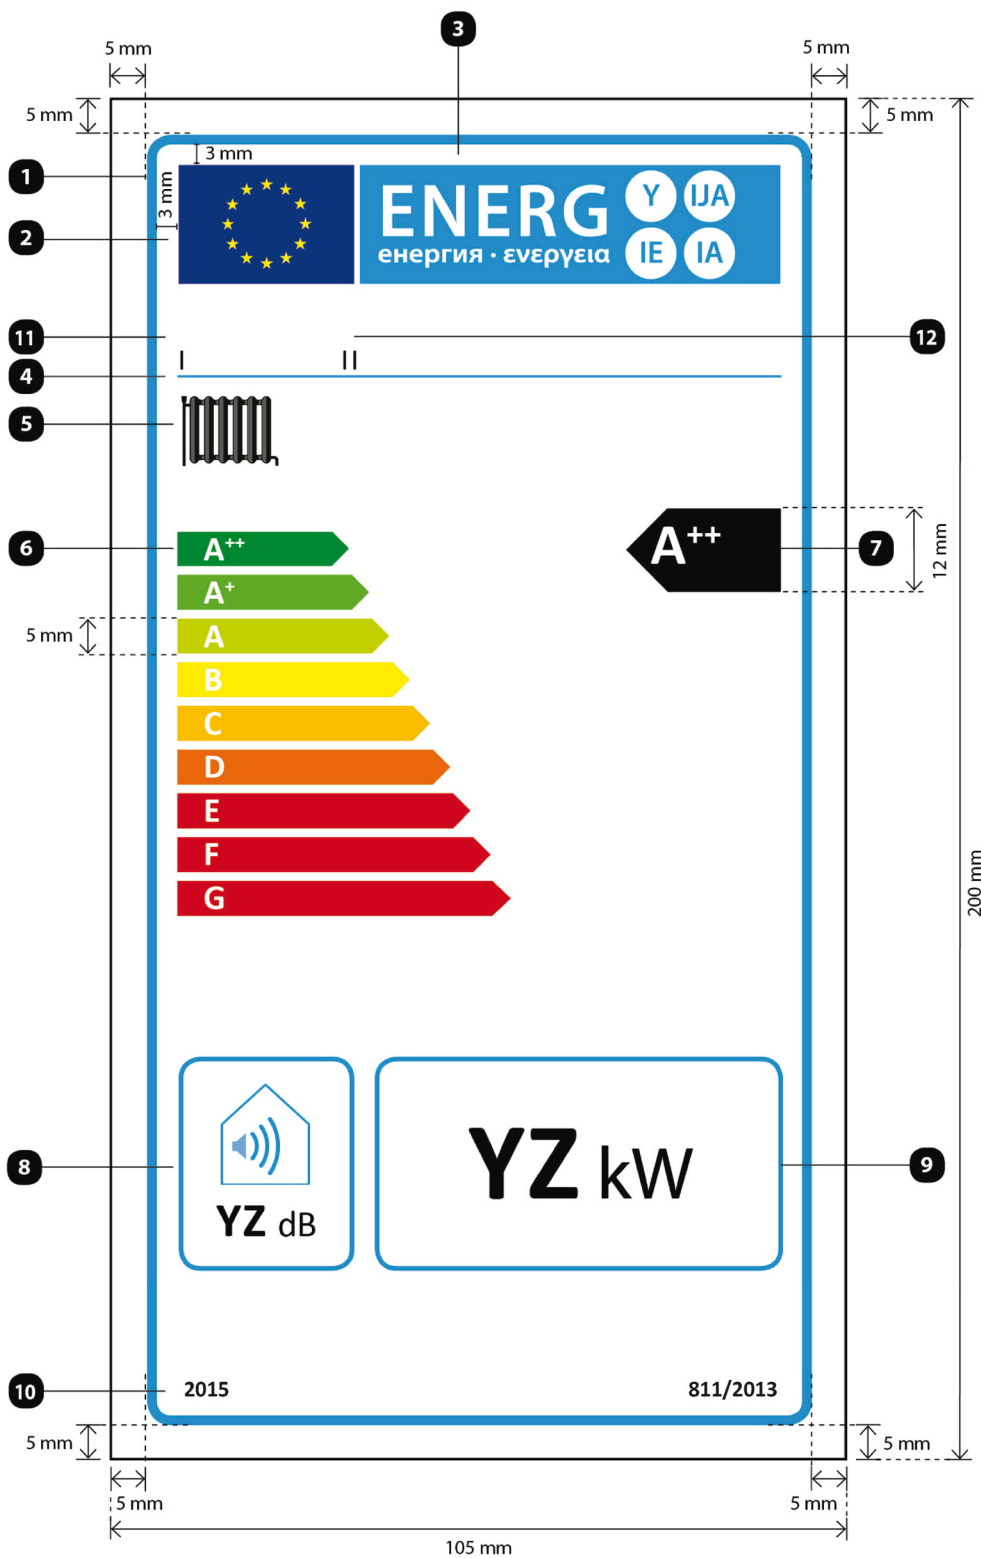 3
5 mm
5 mm
5 mm
5 mm
3 mm
1
3 mm
2
ENERG
енергия · ενεργεια
Y
IJA
IE
IA
11
12
I
II
4
5
6
A++
A++
7
12 mm
A+
5 mm
A
B
C
D
E
F
G
200 mm
8
YZ dB
YZ kW
9
10
2015
811/2013
5 mm
5 mm
5 mm
5 mm
105 mm